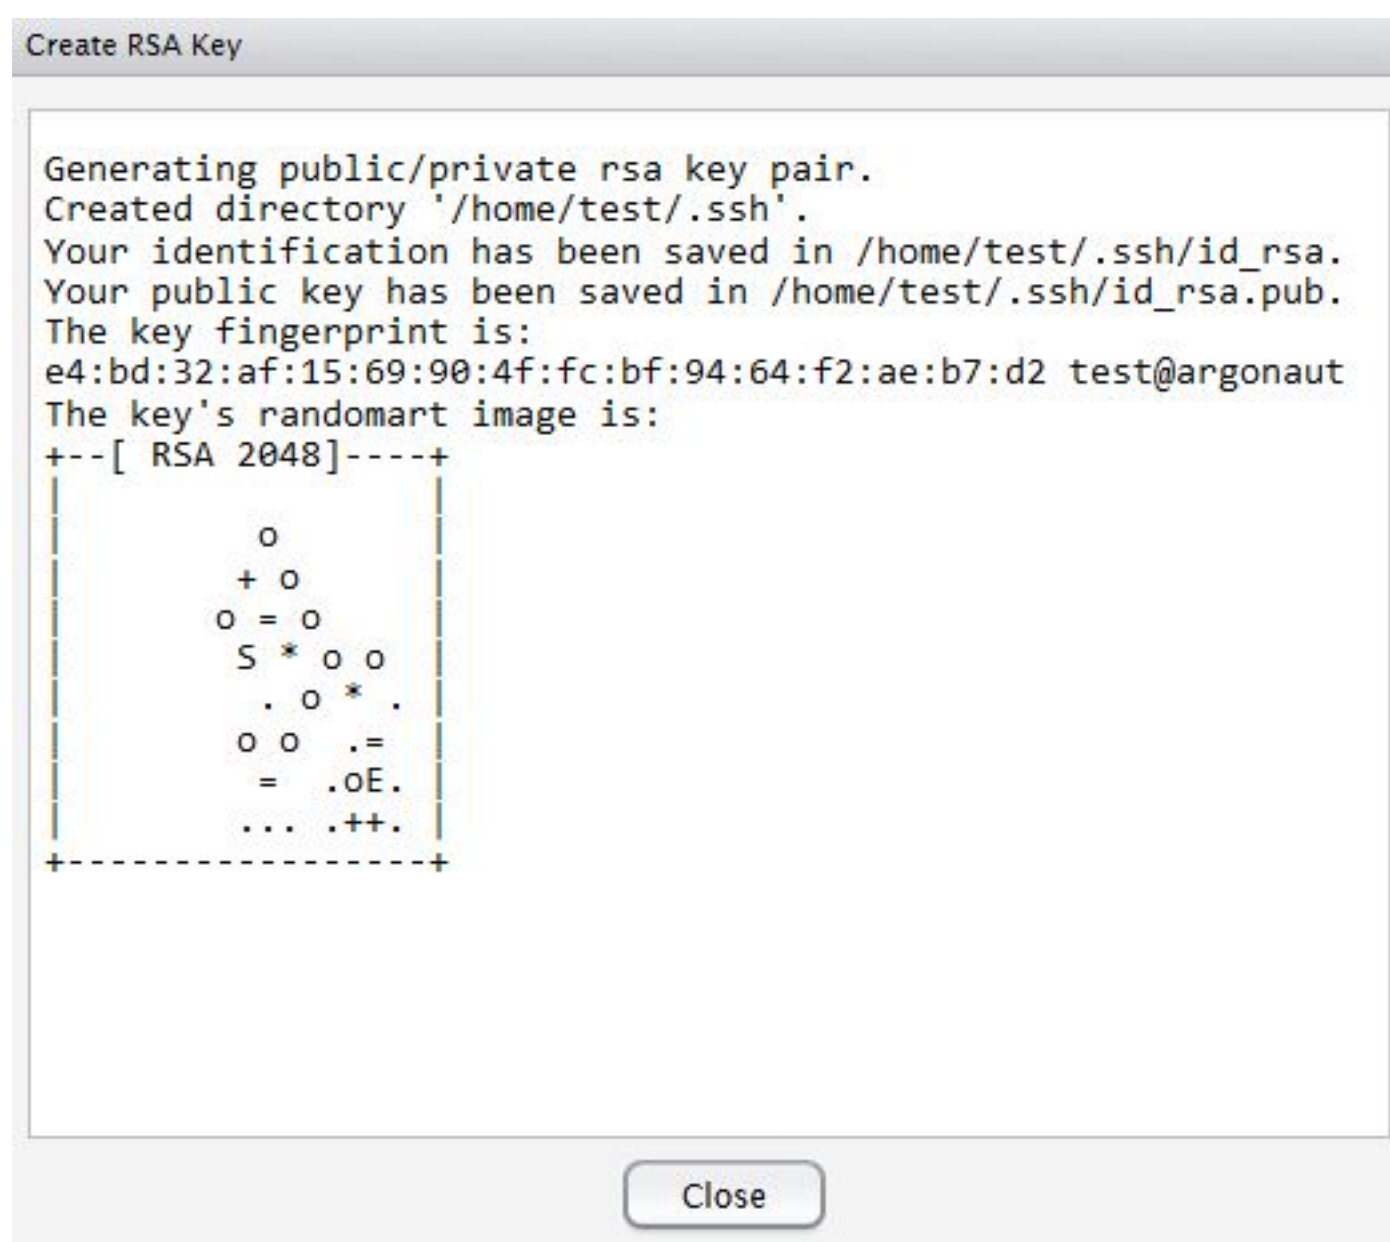 Create RSA Key
Generating public/private rsa key pair.
Created directory '/home/test/.ssh'.
Your identification has been saved in /home/test/.ssh/id_rsa.
Your public key has been saved in /home/test/.ssh/id_rsa.pub.
The key fingerprint is:
e4:bd:32:af:15:69:90:4f:fc:bf:94:64:f2:ae:b7:d2 test@argonaut
The key's randomart image is:
+--[ RSA 2048]----+
|                 |
|         o       |
|        + o      |
|       o = o     |
|        S * o o  |
|         . o * . |
|        o o  .=  |
|         =  .oE. |
|        ... .++. |
+-----------------+
Close